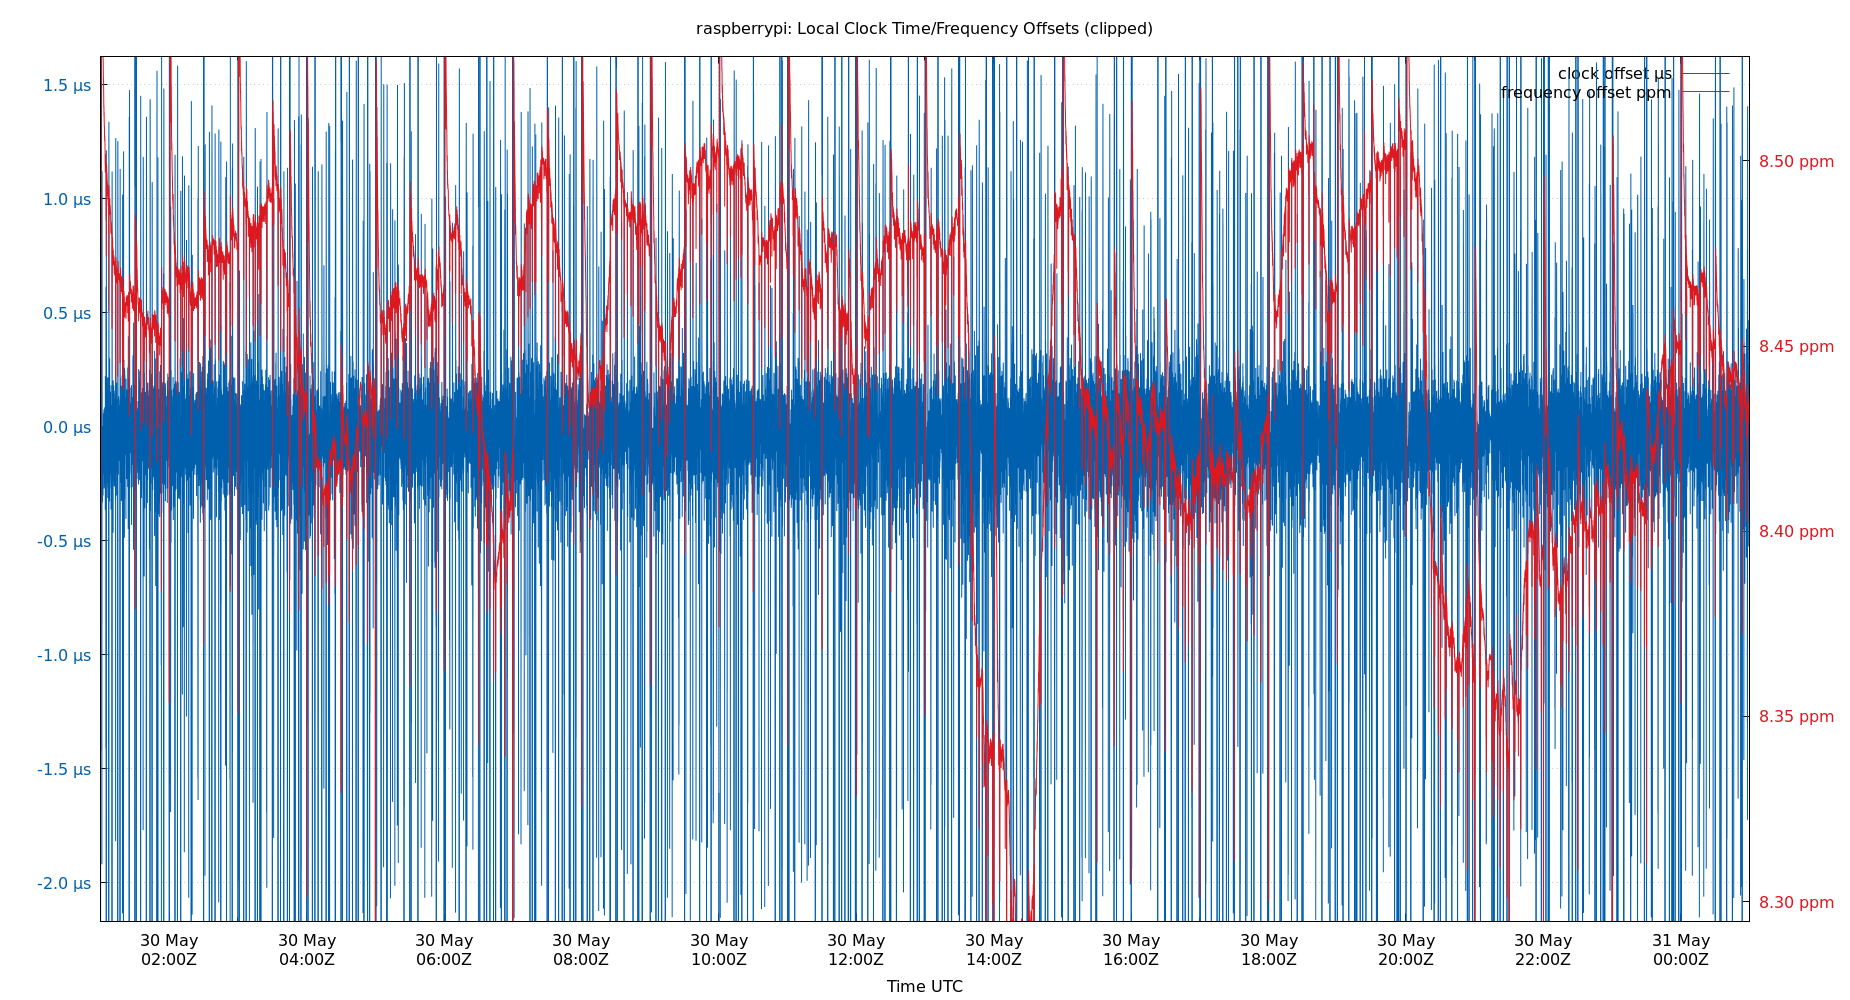 raspberrypi: Local Clock Time/Frequency Offsets (clipped)
clock offset µs
frequency offset ppm
1.5 µs
1.0 µs
0.5 µs
0.0 µs
-0.5 µs
-1.0 µs
-1.5 µs
-2.0 µs
8.50 ppm
8.45 ppm
8.40 ppm
8.35 ppm
8.30 ppm
30 May 30 May 30 May 30 May 30 May 30 May 30 May 30 May 30 May 30 May 30 May 31 May
02:00Z 04:00Z 06:00Z 08:00Z 10:00Z 12:00Z 14:00Z 16:00Z 18:00Z 20:00Z 22:00Z 00:00Z
Time UTC